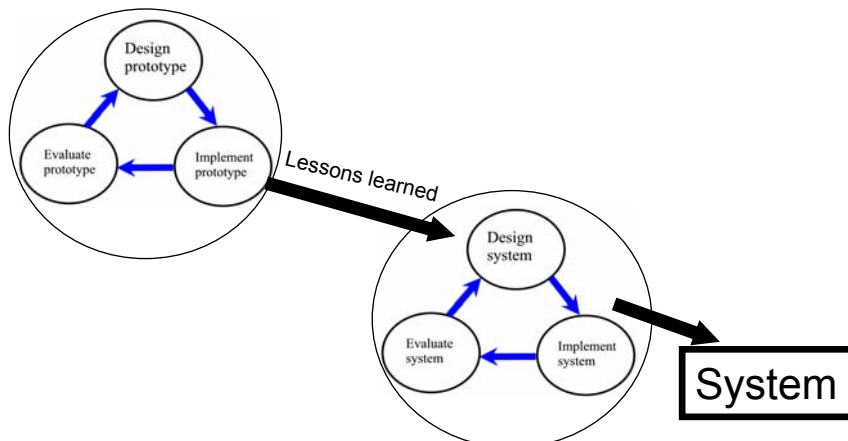 Design
prototype
Evaluate
prototype
Implement
prototype
Lessons learned
Design
system
Evaluate
system
Implement
system
System